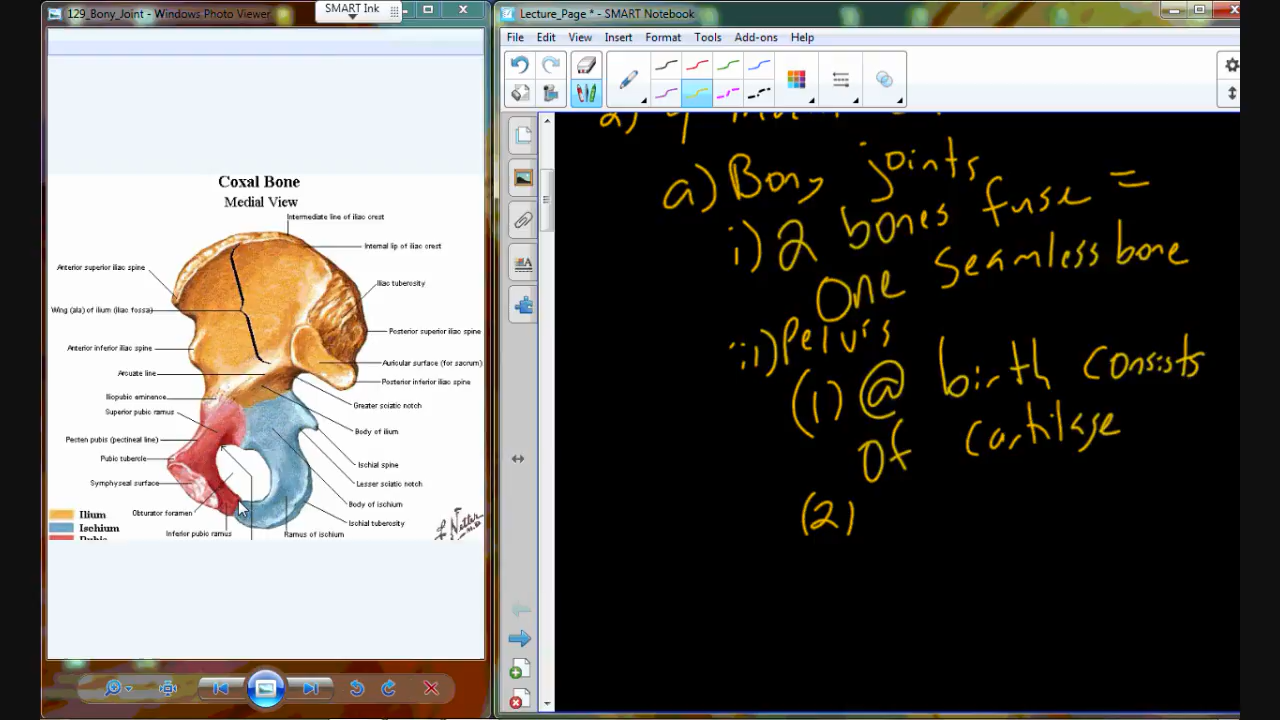 129_Bony_Joint - Windows Photo Viewer
SMART Ink
Coxal Bone
Medial View
Intermediate line of iliac crest
Internal lip of iliac crest
Anterior superior iliac spine
Iliac tuberosity
Wing (ala) of ilium (iliac fossa)
Posterior superior iliac spine
Anterior inferior iliac spine
Auricular surface (for sacrum)
Arcuate line
Posterior inferior iliac spine
Iliopubic eminence
Greater sciatic notch
Superior pubic ramus
Body of ilium
Pecten pubis (pectineal line)
Pubic tubercle
Ischial spine
Symphyseal surface
Lesser sciatic notch
Body of ischium
Obturator foramen
Ischial tuberosity
Inferior pubic ramus
Ramus of ischium
Ilium
Ischium
Lecture_Page * - SMART Notebook
File Edit View Insert Format Tools Add-ons Help
a) Bony joints
i) 2 bones fuse =
One seamless bone
ii) Pelvis
(1) @ birth consists
Of cartilage
(2)